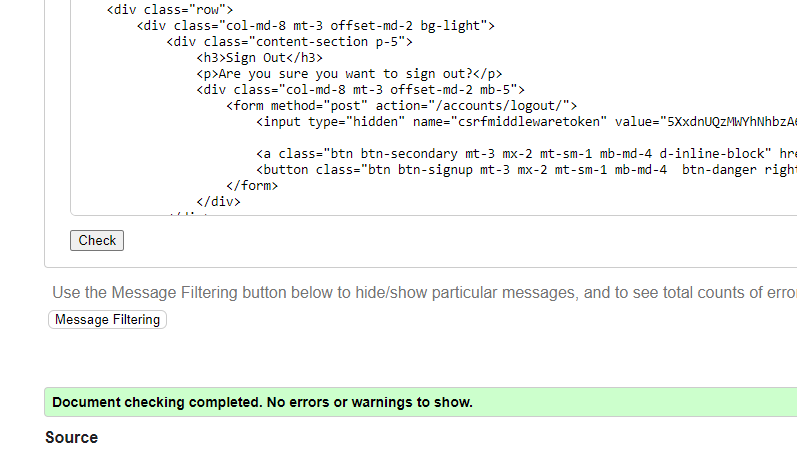 <div class="row">
<div class="col-md-8 mt-3 offset-md-2 bg-light">
<div class="content-section p-5">
<h3>Sign Out</h3>
<p>Are you sure you want to sign out?</p>
<div class="col-md-8 mt-3 offset-md-2 mb-5">
<form method="post" action="/accounts/logout/">
<input type="hidden" name="csrfmiddlewaretoken" value="5XxdnUQzMWYhNhbzA
<a class="btn btn-secondary mt-3 mx-2 mt-sm-1 mb-md-4 d-inline-block" hre
<button class="btn btn-signup mt-3 mx-2 mt-sm-1 mb-md-4  btn-danger right
</form>
</div>
Check
Use the Message Filtering button below to hide/show particular messages, and to see total counts of erro
Message Filtering
Document checking completed. No errors or warnings to show.
Source